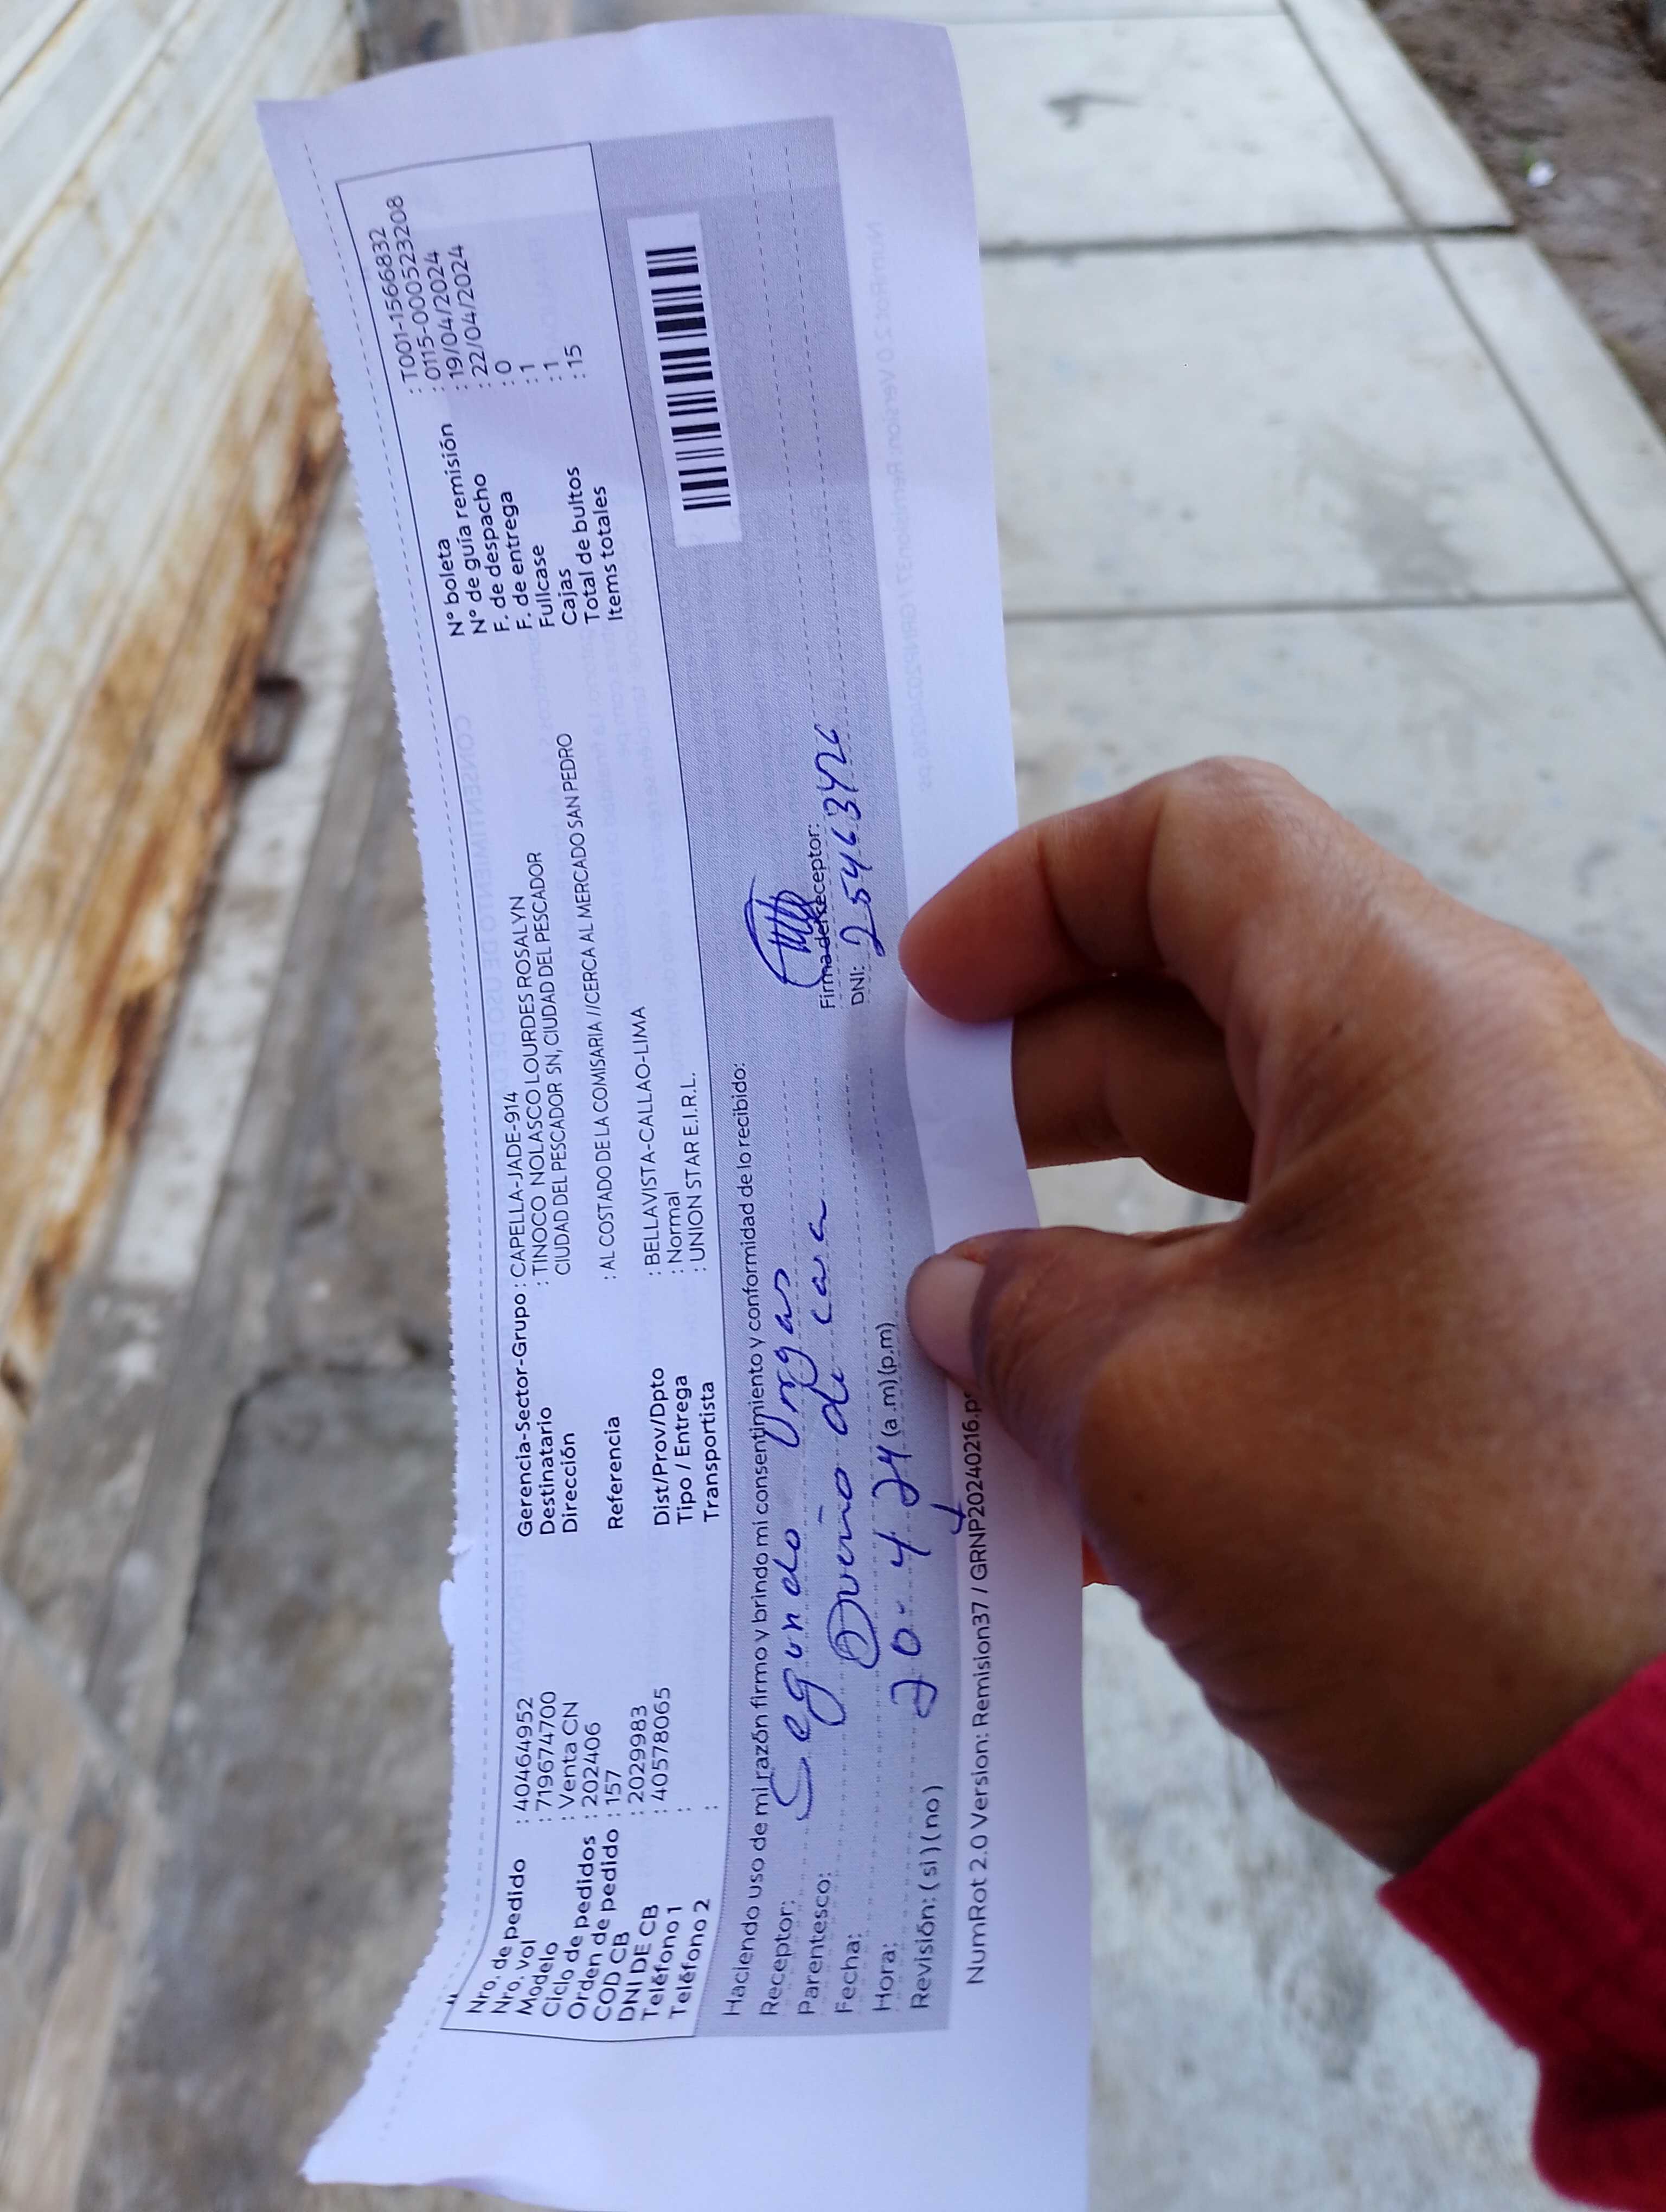 Nro. de pedido : 40464952
Nro. vol : 719674700
Modelo : Venta CN
Ciclo de pedidos : 202406
Orden de pedido : 157
COD CB : 2029983
DNI DE CB : 40578065
Teléfono 1 :
Teléfono 2 :
Gerencia-Sector-Grupo : CAPELLA-JADE-914
Destinatario : TINOCO NOLASCO LOURDES ROSALYN
Dirección CIUDAD DEL PESCADOR SN, CIUDAD DEL PESCADOR
Referencia : AL COSTADO DE LA COMISARIA //CERCA AL MERCADO SAN PEDRO
Dist/Prov/Dpto : BELLAVISTA-CALLAO-LIMA
Tipo / Entrega : Normal
Transportista : UNION STAR E.I.R.L.
N° boleta : T001-1566832
N° de guía remisión : 0115-0000523208
F. de despacho : 19/04/2024
F. de entrega : 22/04/2024
Fullcase : 0
Cajas : 1
Total de bultos : 1
Items totales : 15
Haciendo uso de mi razón firmo y brindo mi consentimiento y conformidad de lo recibido:
Receptor: Segundo
Parentesco: Dueño de casa
Firma del receptor:
Fecha: 20-4-24
DNI: 25463426
Hora: (a.m)(p.m)
Revisión: (si)(no)
NumRot 2.0 Version: Remision37 / GRNP20240216.p